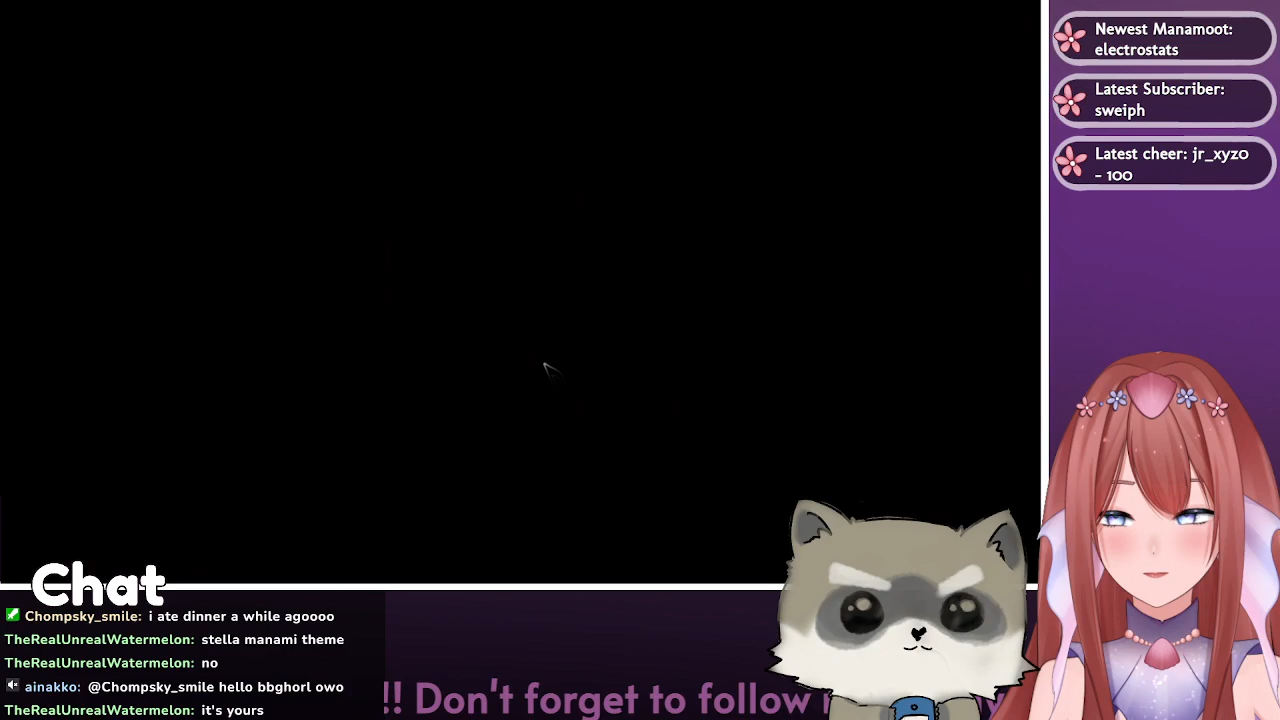 Newest Manamoot:
electrostats
Latest Subscriber:
sweiph
Latest cheer: jr_xyz0
- 100
Chat
Chompsky_smile: i ate dinner a while agoooo
TheRealUnrealWatermelon: stella manami theme
TheRealUnrealWatermelon: no
ainakko: @Chompsky_smile hello bbghorl owo
TheRealUnrealWatermelon: it's yours
!! Don't forget to follow